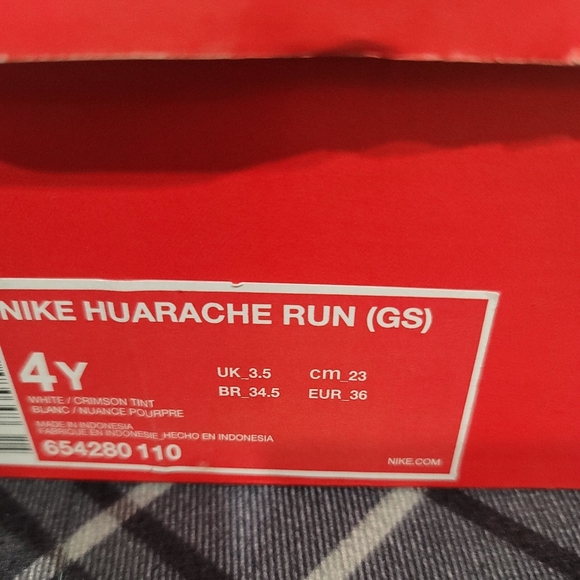 NIKE HUARACHE RUN (GS)
4Y
UK_3.5 cm_23
BR_34.5 EUR_36
WHITE / CRIMSON TINT
BLANC / NUANCE POURPRE
MADE IN INDONESIA
FABRIQUE EN INDONESIE_HECHO EN INDONESIA
654280 110
NIKE.COM